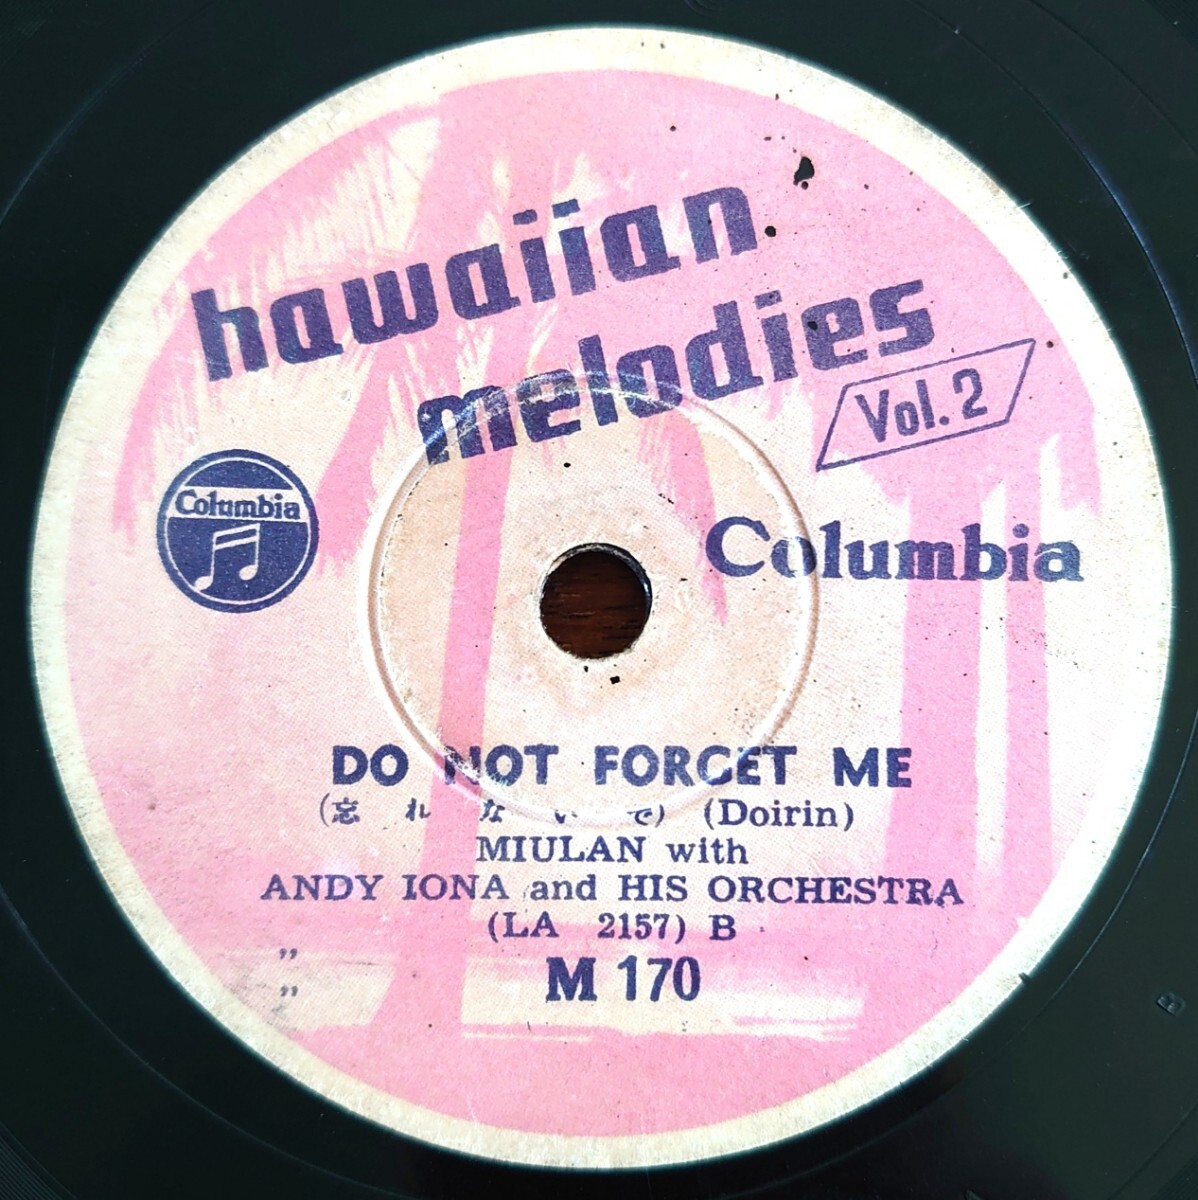 hawaiian
melodies
Vol. 2
Columbia
Columbia
DO NOT FORGET ME
(忘れないで) (Doirin)
MIULAN with
ANDY IONA and HIS ORCHESTRA
(LA 2157) B
M 170
B